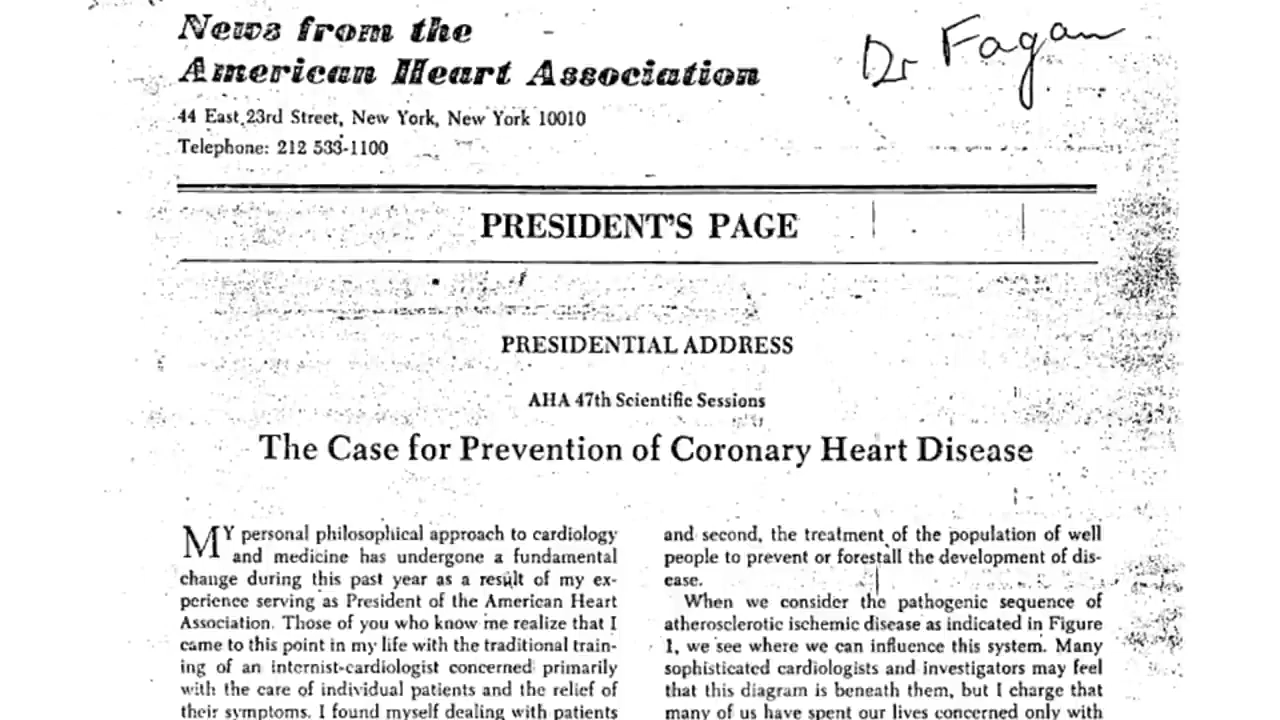 News from the
American Heart Association
Dr Fagan
44 East 23rd Street, New York, New York 10010
Telephone: 212 533-1100
PRESIDENT'S PAGE
PRESIDENTIAL ADDRESS
AHA 47th Scientific Sessions
The Case for Prevention of Coronary Heart Disease
MY personal philosophical approach to cardiology
and medicine has undergone a fundamental
change during this past year as a result of my ex-
perience serving as President of the American Heart
Association. Those of you who know me realize that I
came to this point in my life with the traditional train-
ing of an internist-cardiologist concerned primarily
with the care of individual patients and the relief of
their symptoms. I found myself dealing with patients
and second, the treatment of the population of well
people to prevent or forestall the development of dis-
ease.
When we consider the pathogenic sequence of
atherosclerotic ischemic disease as indicated in Figure
1, we see where we can influence this system. Many
sophisticated cardiologists and investigators may feel
that this diagram is beneath them, but I charge that
many of us have spent our lives concerned only with